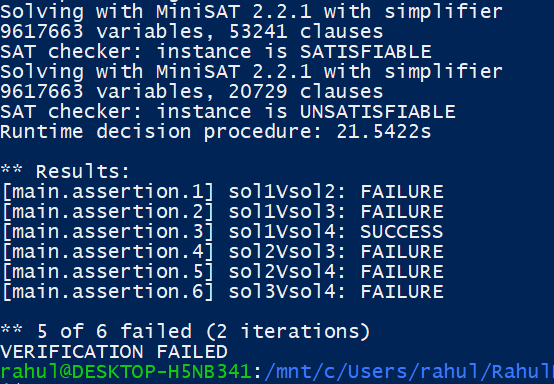 Solving with MiniSAT 2.2.1 with simplifier
9617663 variables, 53241 clauses
SAT checker: instance is SATISFIABLE
Solving with MiniSAT 2.2.1 with simplifier
9617663 variables, 20729 clauses
SAT checker: instance is UNSATISFIABLE
Runtime decision procedure: 21.5422s
** Results:
[main.assertion.1] sol1Vsol2: FAILURE
[main.assertion.2] sol1Vsol3: FAILURE
[main.assertion.3] sol1Vsol4: SUCCESS
[main.assertion.4] sol2Vsol3: FAILURE
[main.assertion.5] sol2Vsol4: FAILURE
[main.assertion.6] sol3Vsol4: FAILURE
** 5 of 6 failed (2 iterations)
VERIFICATION FAILED
rahul@DESKTOP-H5NB341:/mnt/c/Users/rahul/Rahul